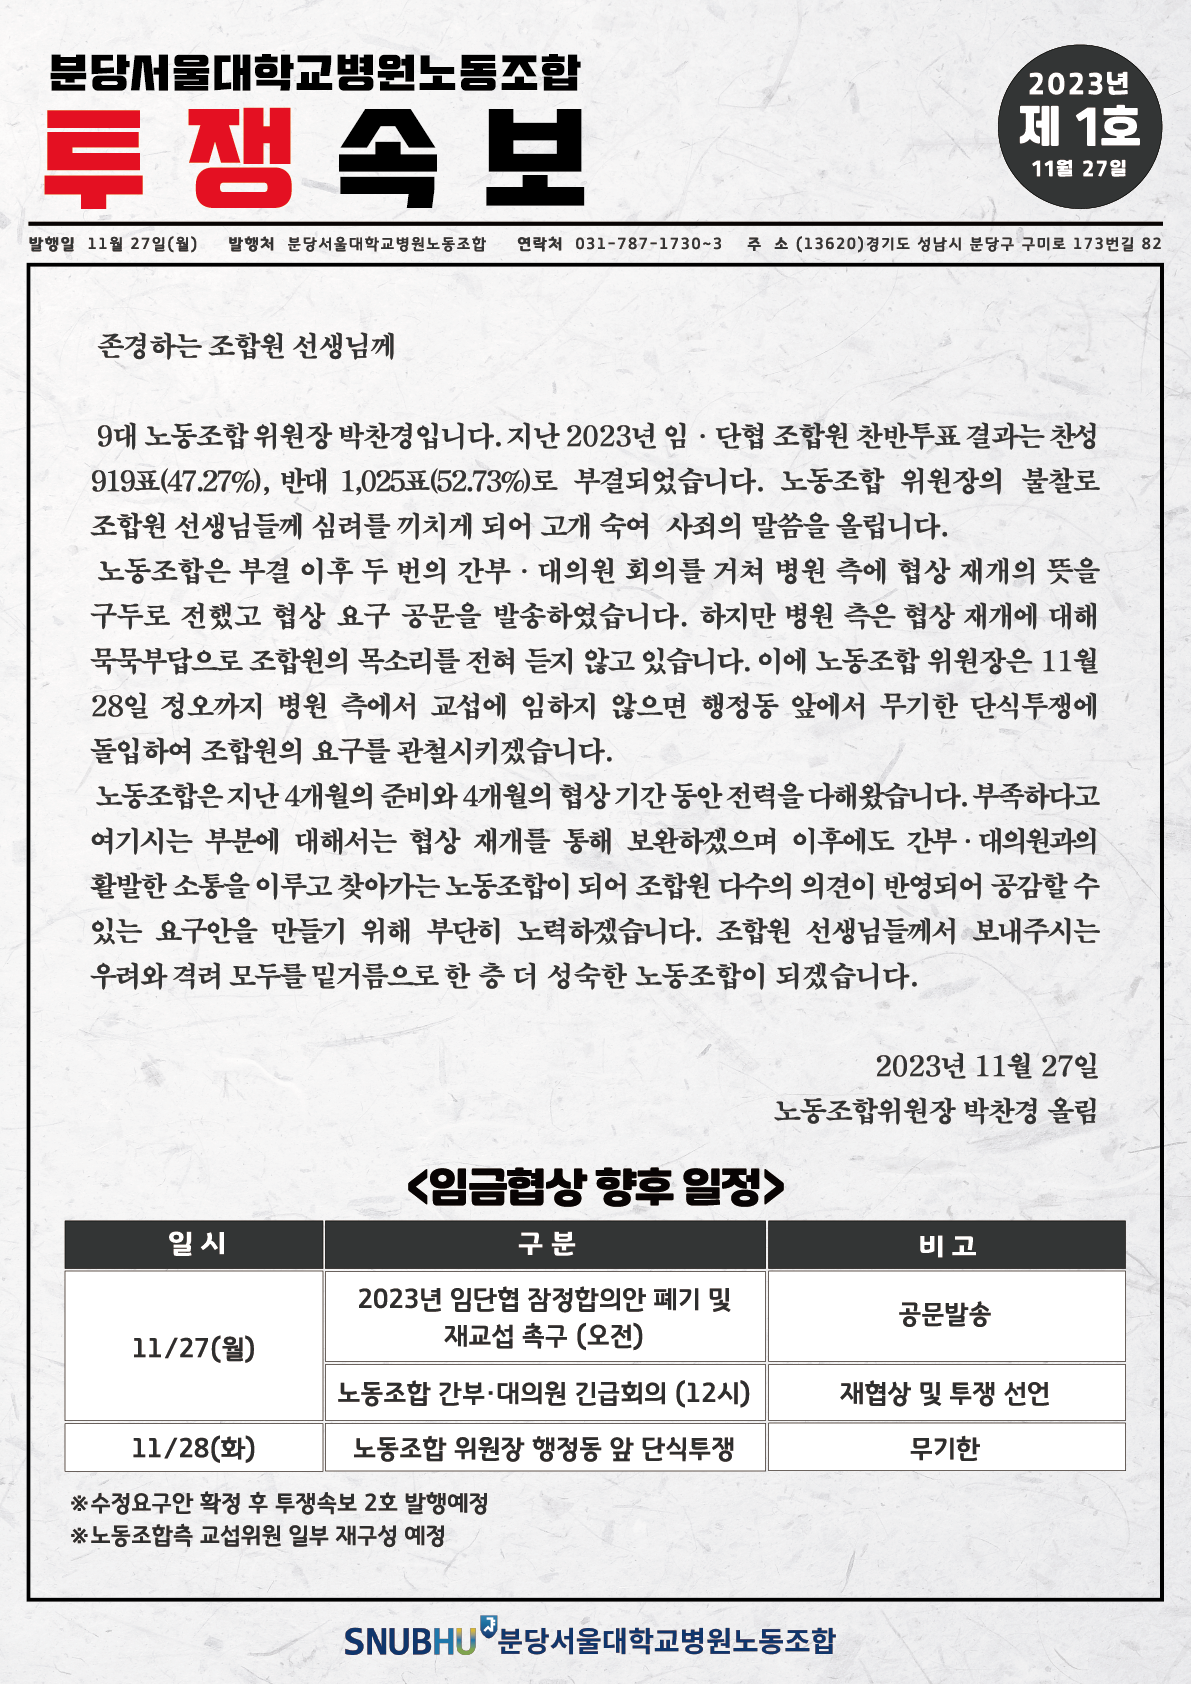 분당서울대학교병원노동조합
투쟁속보
2023년
제 1호
11월 27일
발행일 11월 27일(월) 발행처 분당서울대학교병원노동조합 연락처 031-787-1730~3 주 소 (13620)경기도 성남시 분당구 구미로 173번길 82
존경하는 조합원 선생님께
9대 노동조합 위원장 박찬경입니다. 지난 2023년 임 · 단협 조합원 찬반투표 결과는 찬성
919표(47.27%), 반대 1,025표(52.73%)로 부결되었습니다. 노동조합 위원장의 불찰로
조합원 선생님들께 심려를 끼치게 되어 고개 숙여 사죄의 말씀을 올립니다.
노동조합은 부결 이후 두 번의 간부 · 대의원 회의를 거쳐 병원 측에 협상 재개의 뜻을
구두로 전했고 협상 요구 공문을 발송하였습니다. 하지만 병원 측은 협상 재개에 대해
묵묵부답으로 조합원의 목소리를 전혀 듣지 않고 있습니다. 이에 노동조합 위원장은 11월
28일 정오까지 병원 측에서 교섭에 임하지 않으면 행정동 앞에서 무기한 단식투쟁에
돌입하여 조합원의 요구를 관철시키겠습니다.
노동조합은 지난 4개월의 준비와 4개월의 협상 기간 동안 전력을 다해왔습니다. 부족하다고
여기시는 부분에 대해서는 협상 재개를 통해 보완하겠으며 이후에도 간부 · 대의원과의
활발한 소통을 이루고 찾아가는 노동조합이 되어 조합원 다수의 의견이 반영되어 공감할 수
있는 요구안을 만들기 위해 부단히 노력하겠습니다. 조합원 선생님들께서 보내주시는
우려와 격려 모두를 밑거름으로 한 층 더 성숙한 노동조합이 되겠습니다.
2023년 11월 27일
노동조합위원장 박찬경 올림
<임금협상 향후 일정>
일 시 구 분 비 고
11/27(월)
2023년 임단협 잠정합의안 폐기 및
재교섭 촉구 (오전)
공문발송
노동조합 간부·대의원 긴급회의 (12시) 재협상 및 투쟁 선언
11/28(화) 노동조합 위원장 행정동 앞 단식투쟁 무기한
※수정요구안 확정 후 투쟁속보 2호 발행예정
※노동조합측 교섭위원 일부 재구성 예정
SNUBHU 분당서울대학교병원노동조합